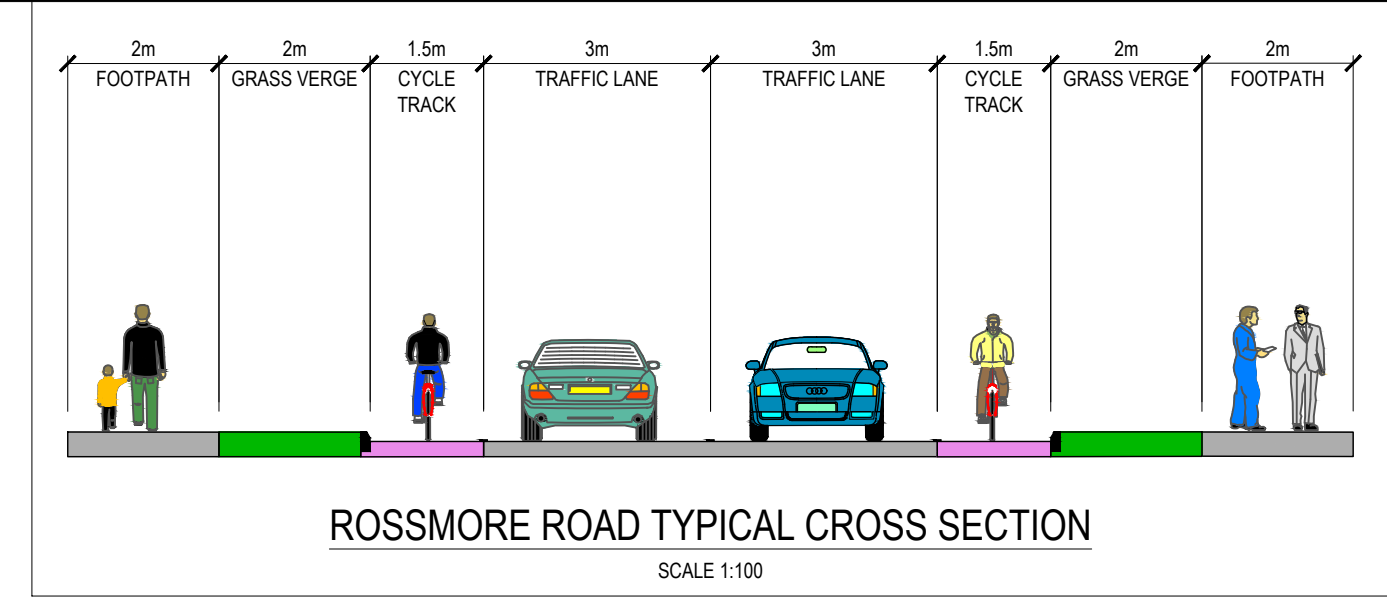 2m 2m 1.5m 3m 3m 1.5m 2m 2m
FOOTPATH GRASS VERGE CYCLE TRAFFIC LANE TRAFFIC LANE CYCLE GRASS VERGE FOOTPATH
TRACK TRACK
ROSSMORE ROAD TYPICAL CROSS SECTION
SCALE 1:100